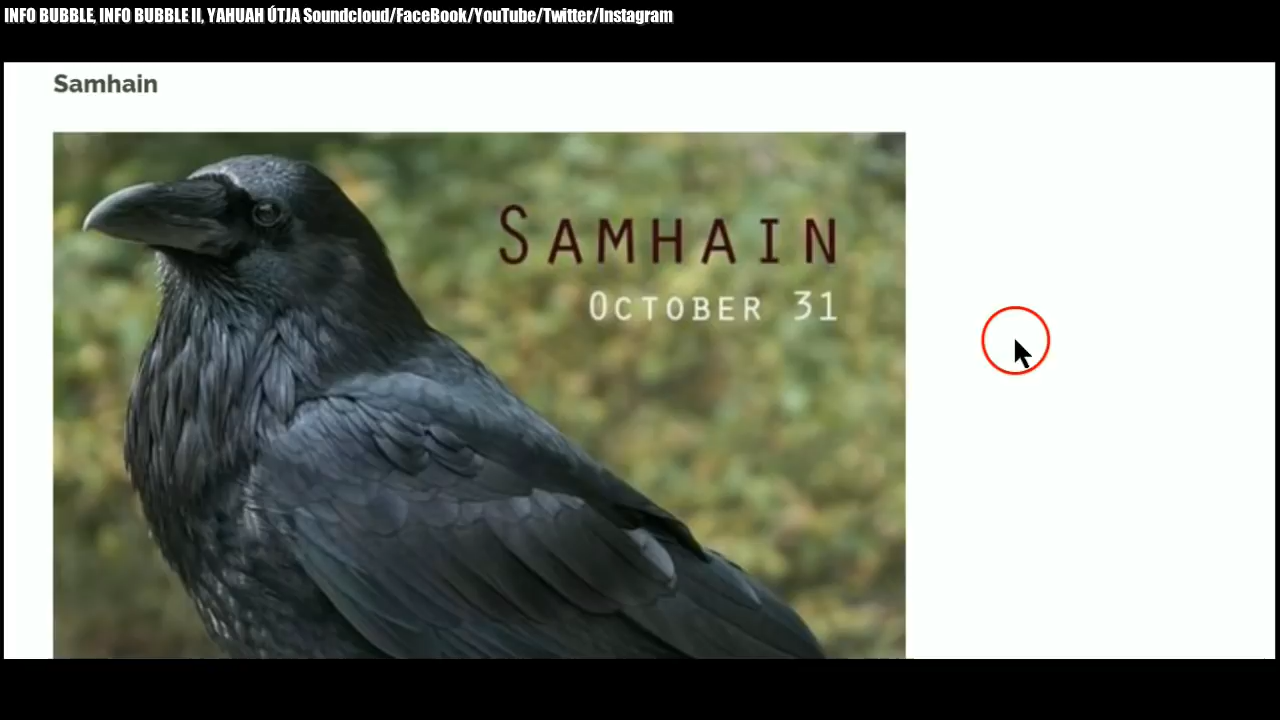 INFO BUBBLE, INFO BUBBLE II, YAHUAH ÚTJA Soundcloud/FaceBook/YouTube/Twitter/Instagram
Samhain
SAMHAIN
OCTOBER 31